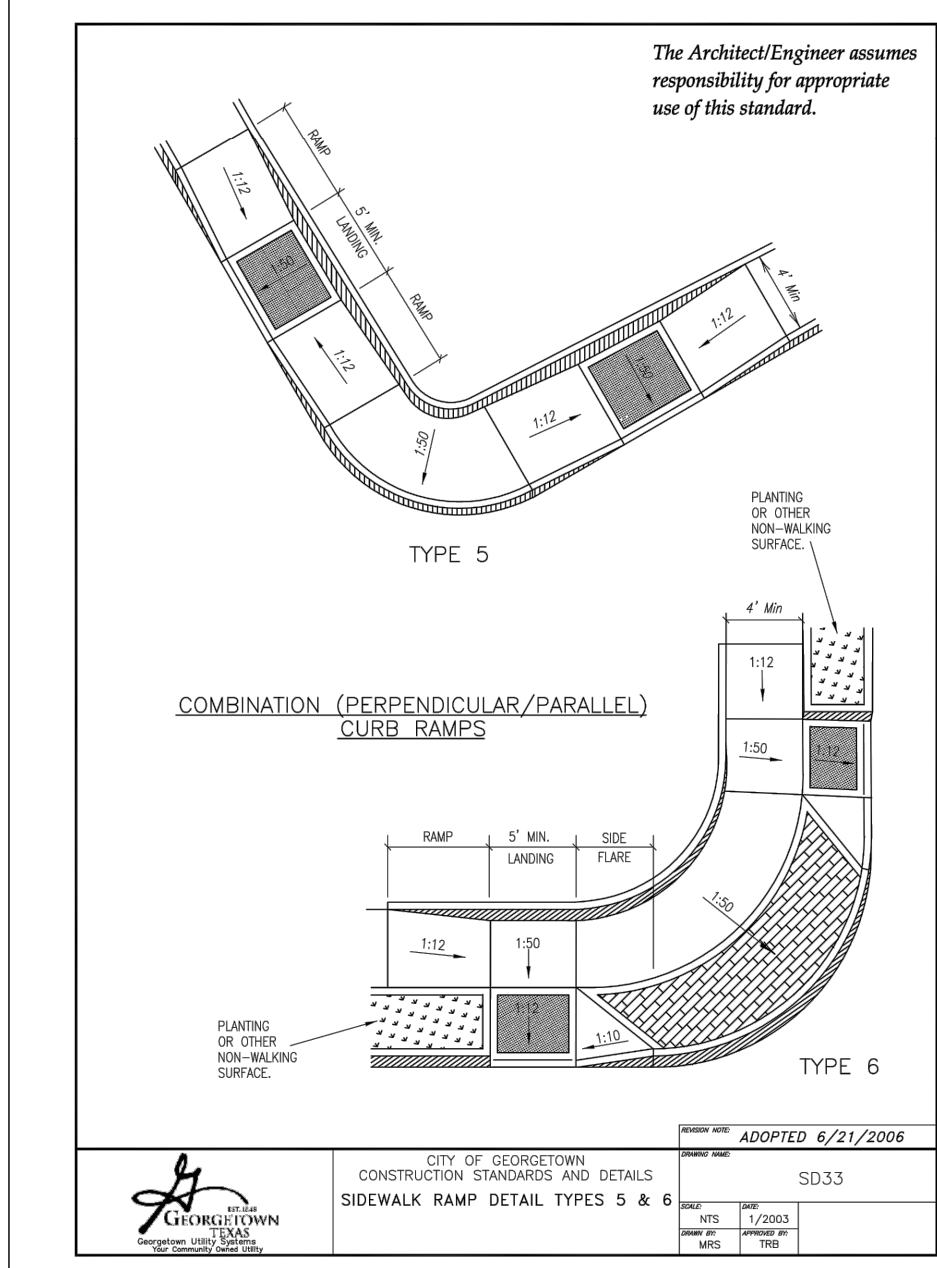 The Architect/Engineer assumes
responsibility for appropriate
use of this standard.
RAMP
5' MIN.
LANDING
RAMP
1:12
1:50
1:12
1:50
1:12
1:50
1:12
4' Min
TYPE 5
PLANTING
OR OTHER
NON-WALKING
SURFACE.
4' Min
1:12
1:50
1:12
COMBINATION (PERPENDICULAR/PARALLEL)
CURB RAMPS
RAMP
5' MIN.
LANDING
SIDE
FLARE
1:50
1:12
1:50
1:12
1:10
PLANTING
OR OTHER
NON-WALKING
SURFACE.
TYPE 6
REVISION NOTE:
ADOPTED 6/21/2006
EST.1848
GEORGETOWN
TEXAS
Georgetown Utility Systems
Your Community Owned Utility
CITY OF GEORGETOWN
CONSTRUCTION STANDARDS AND DETAILS
SIDEWALK RAMP DETAIL TYPES 5 & 6
DRAWING NAME:
SD33
SCALE:
NTS
DATE:
1/2003
DRAWN BY:
MRS
APPROVED BY:
TRB